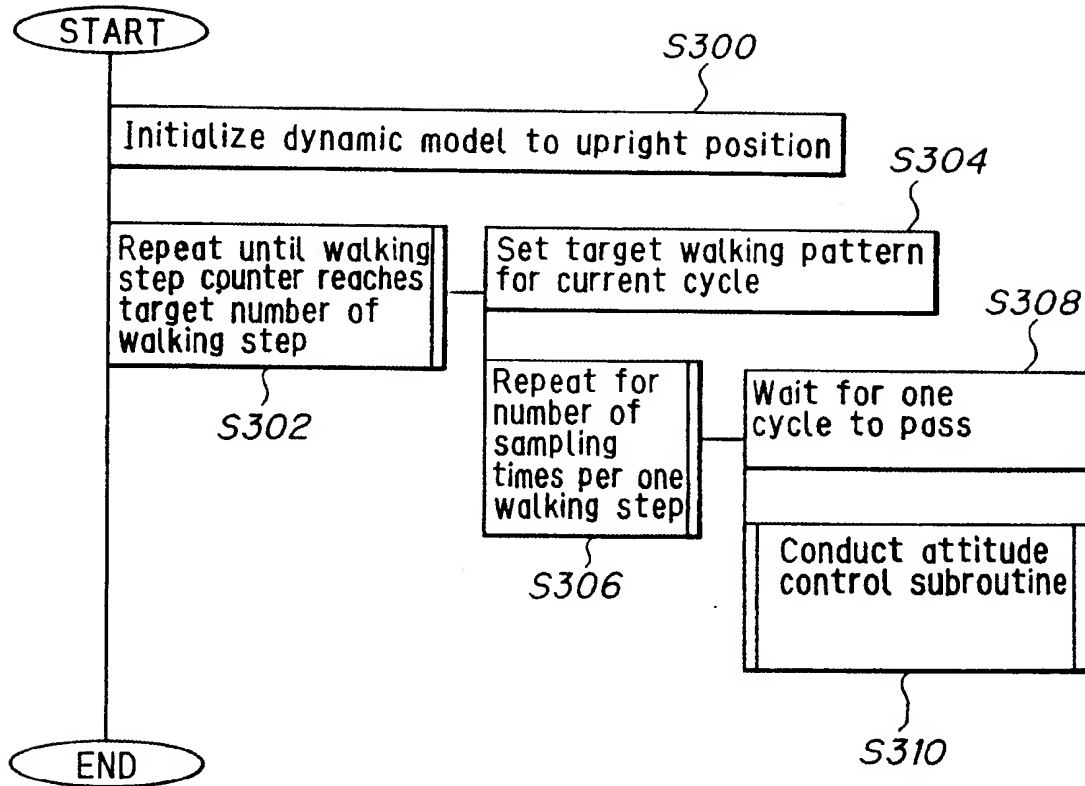 START
S300
Initialize dynamic model to upright position
S304
Repeat until walking
step counter reaches
target number of
walking step
S302
Set target walking pattern
for current cycle
S308
Repeat for
number of
sampling
times per one
walking step
S306
Wait for one
cycle to pass
Conduct attitude
control subroutine
S310
END